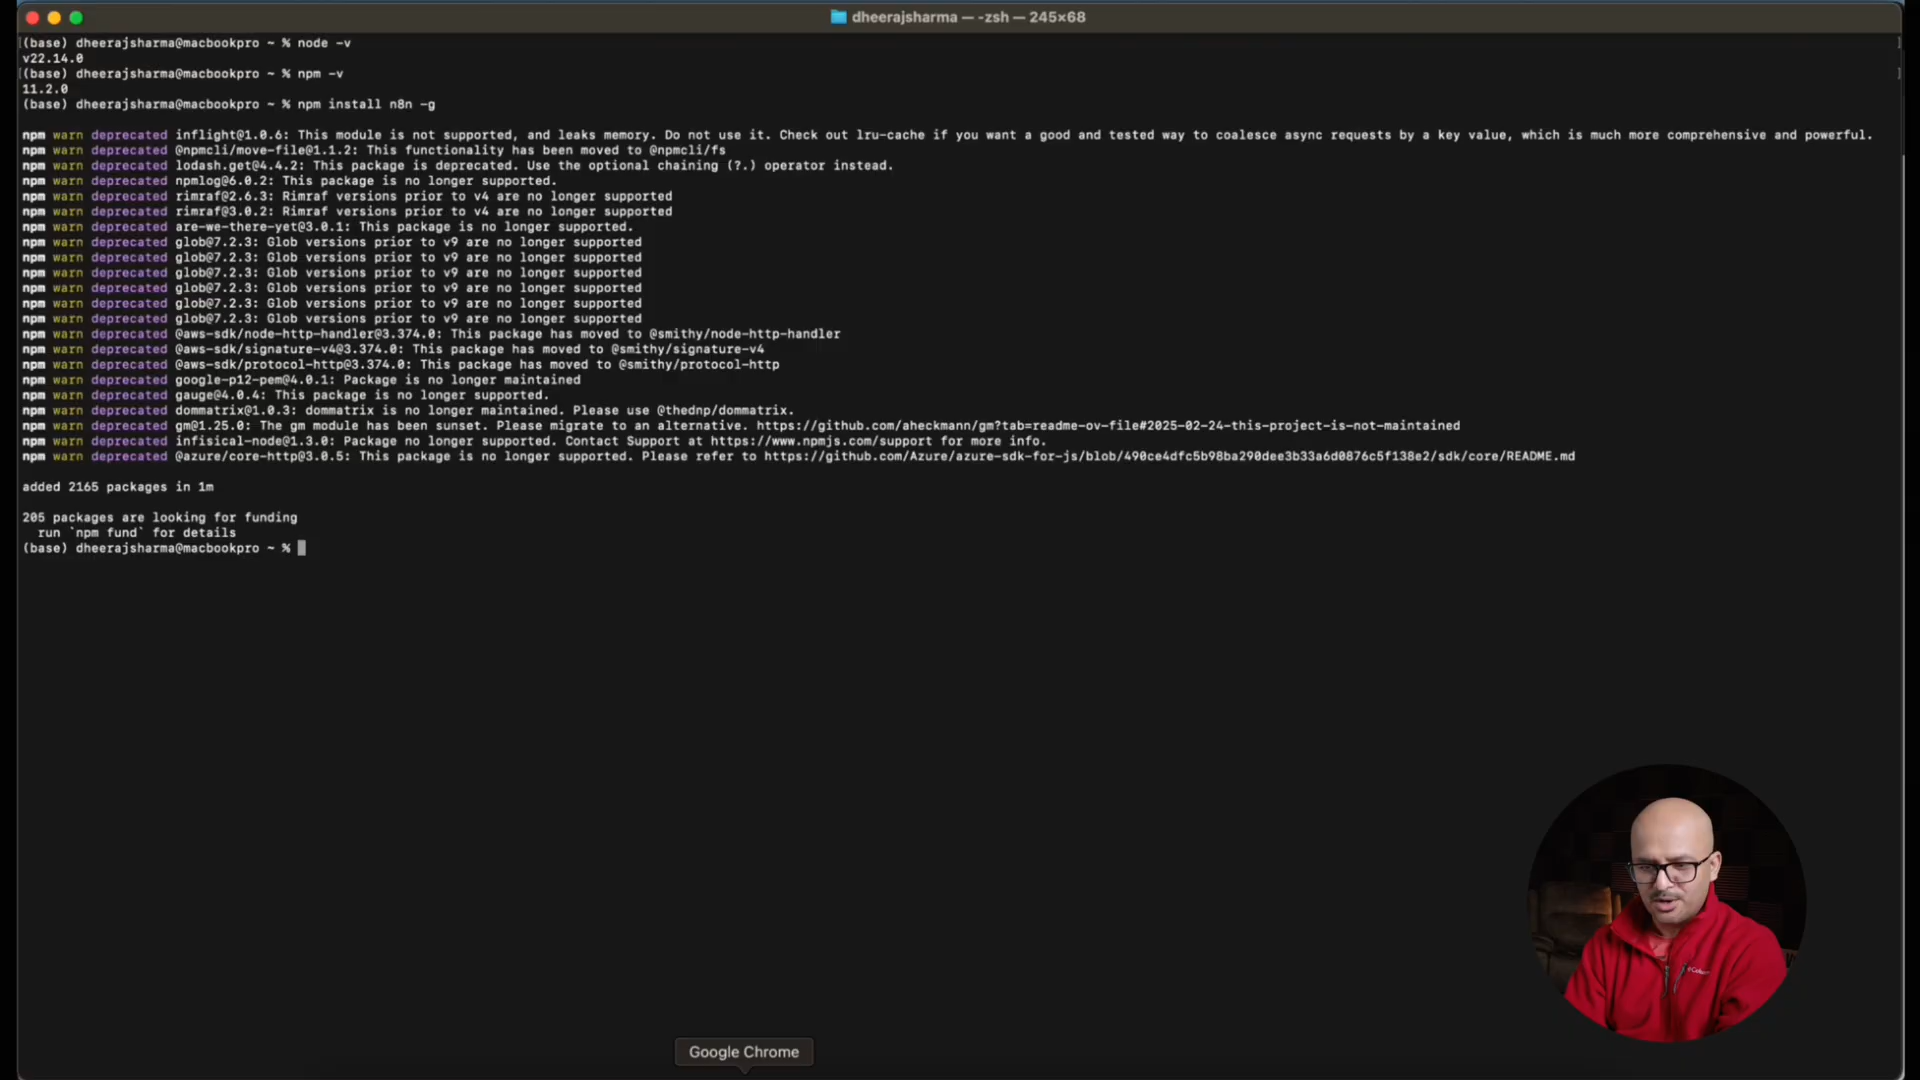 dheerajsharma — -zsh — 245×68
(base) dheerajsharma@macbookpro ~ % node -v
v22.14.0
(base) dheerajsharma@macbookpro ~ % npm -v
11.2.0
(base) dheerajsharma@macbookpro ~ % npm install n8n -g
npm warn deprecated inflight@1.0.6: This module is not supported, and leaks memory. Do not use it. Check out lru-cache if you want a good and tested way to coalesce async requests by a key value, which is much more comprehensive and powerful.
npm warn deprecated @npmcli/move-file@1.1.2: This functionality has been moved to @npmcli/fs
npm warn deprecated lodash.get@4.4.2: This package is deprecated. Use the optional chaining (?.) operator instead.
npm warn deprecated npmlog@6.0.2: This package is no longer supported.
npm warn deprecated rimraf@2.6.3: Rimraf versions prior to v4 are no longer supported
npm warn deprecated rimraf@3.0.2: Rimraf versions prior to v4 are no longer supported
npm warn deprecated are-we-there-yet@3.0.1: This package is no longer supported.
npm warn deprecated glob@7.2.3: Glob versions prior to v9 are no longer supported
npm warn deprecated glob@7.2.3: Glob versions prior to v9 are no longer supported
npm warn deprecated glob@7.2.3: Glob versions prior to v9 are no longer supported
npm warn deprecated glob@7.2.3: Glob versions prior to v9 are no longer supported
npm warn deprecated glob@7.2.3: Glob versions prior to v9 are no longer supported
npm warn deprecated glob@7.2.3: Glob versions prior to v9 are no longer supported
npm warn deprecated @aws-sdk/node-http-handler@3.374.0: This package has moved to @smithy/node-http-handler
npm warn deprecated @aws-sdk/signature-v4@3.374.0: This package has moved to @smithy/signature-v4
npm warn deprecated @aws-sdk/protocol-http@3.374.0: This package has moved to @smithy/protocol-http
npm warn deprecated google-p12-pem@4.0.1: Package is no longer maintained
npm warn deprecated gauge@4.0.4: This package is no longer supported.
npm warn deprecated dommatrix@1.0.3: dommatrix is no longer maintained. Please use @thednp/dommatrix.
npm warn deprecated gm@1.25.0: The gm module has been sunset. Please migrate to an alternative. https://github.com/aheckmann/gm?tab=readme-ov-file#2025-02-24-this-project-is-not-maintained
npm warn deprecated infisical-node@1.3.0: Package no longer supported. Contact Support at https://www.npmjs.com/support for more info.
npm warn deprecated @azure/core-http@3.0.5: This package is no longer supported. Please refer to https://github.com/Azure/azure-sdk-for-js/blob/490ce4dfc5b98ba290dee3b33a6d0876c5f138e2/sdk/core/README.md
added 2165 packages in 1m
205 packages are looking for funding
run `npm fund` for details
(base) dheerajsharma@macbookpro ~ %
Google Chrome